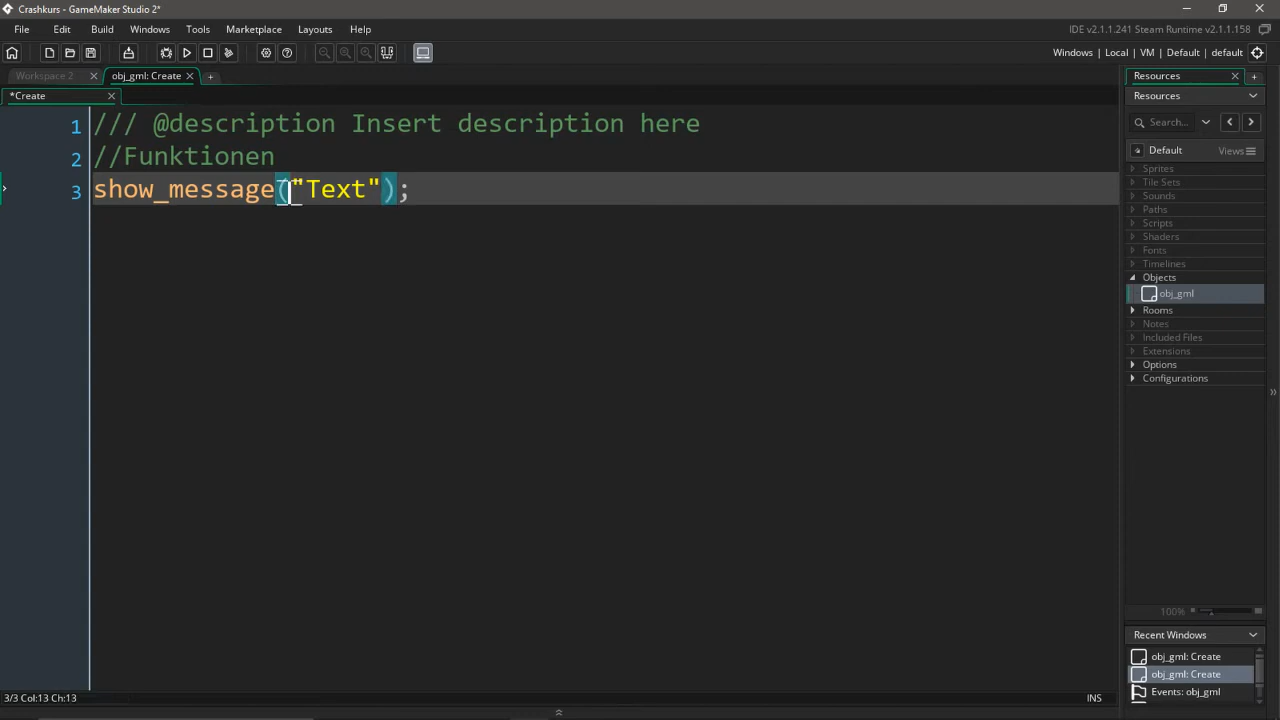 Crashkurs - GameMaker Studio 2*
File Edit Build Windows Tools Marketplace Layouts Help
IDE v2.1.1.241 Steam Runtime v2.1.1.158
Windows | Local | VM | Default | default
Workspace 2
obj_gml: Create
*Create
1 /// @description Insert description here
2 //Funktionen
3 show_message("Text");
Resources
Resources
Search...
Default
Views
Sprites
Tile Sets
Sounds
Paths
Scripts
Shaders
Fonts
Timelines
Objects
obj_gml
Rooms
Notes
Included Files
Extensions
Options
Configurations
100%
Recent Windows
obj_gml: Create
obj_gml: Create
Events: obj_gml
3/3 Col:13 Ch:13
INS